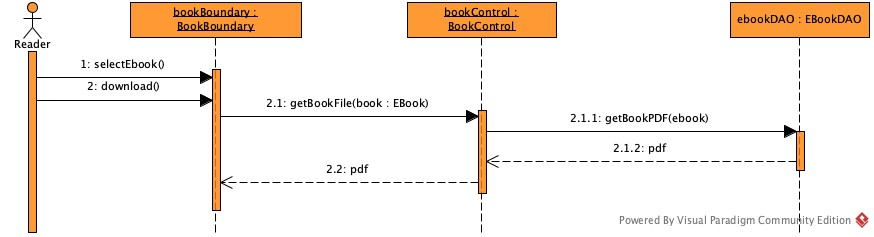 bookBoundary :
BookBoundary
bookControl :
BookControl
ebookDAO : EBookDAO
Reader
1: selectEbook()
2: download()
2.1: getBookFile(book : EBook)
2.1.1: getBookPDF(ebook)
2.1.2: pdf
2.2: pdf
Powered By Visual Paradigm Community Edition